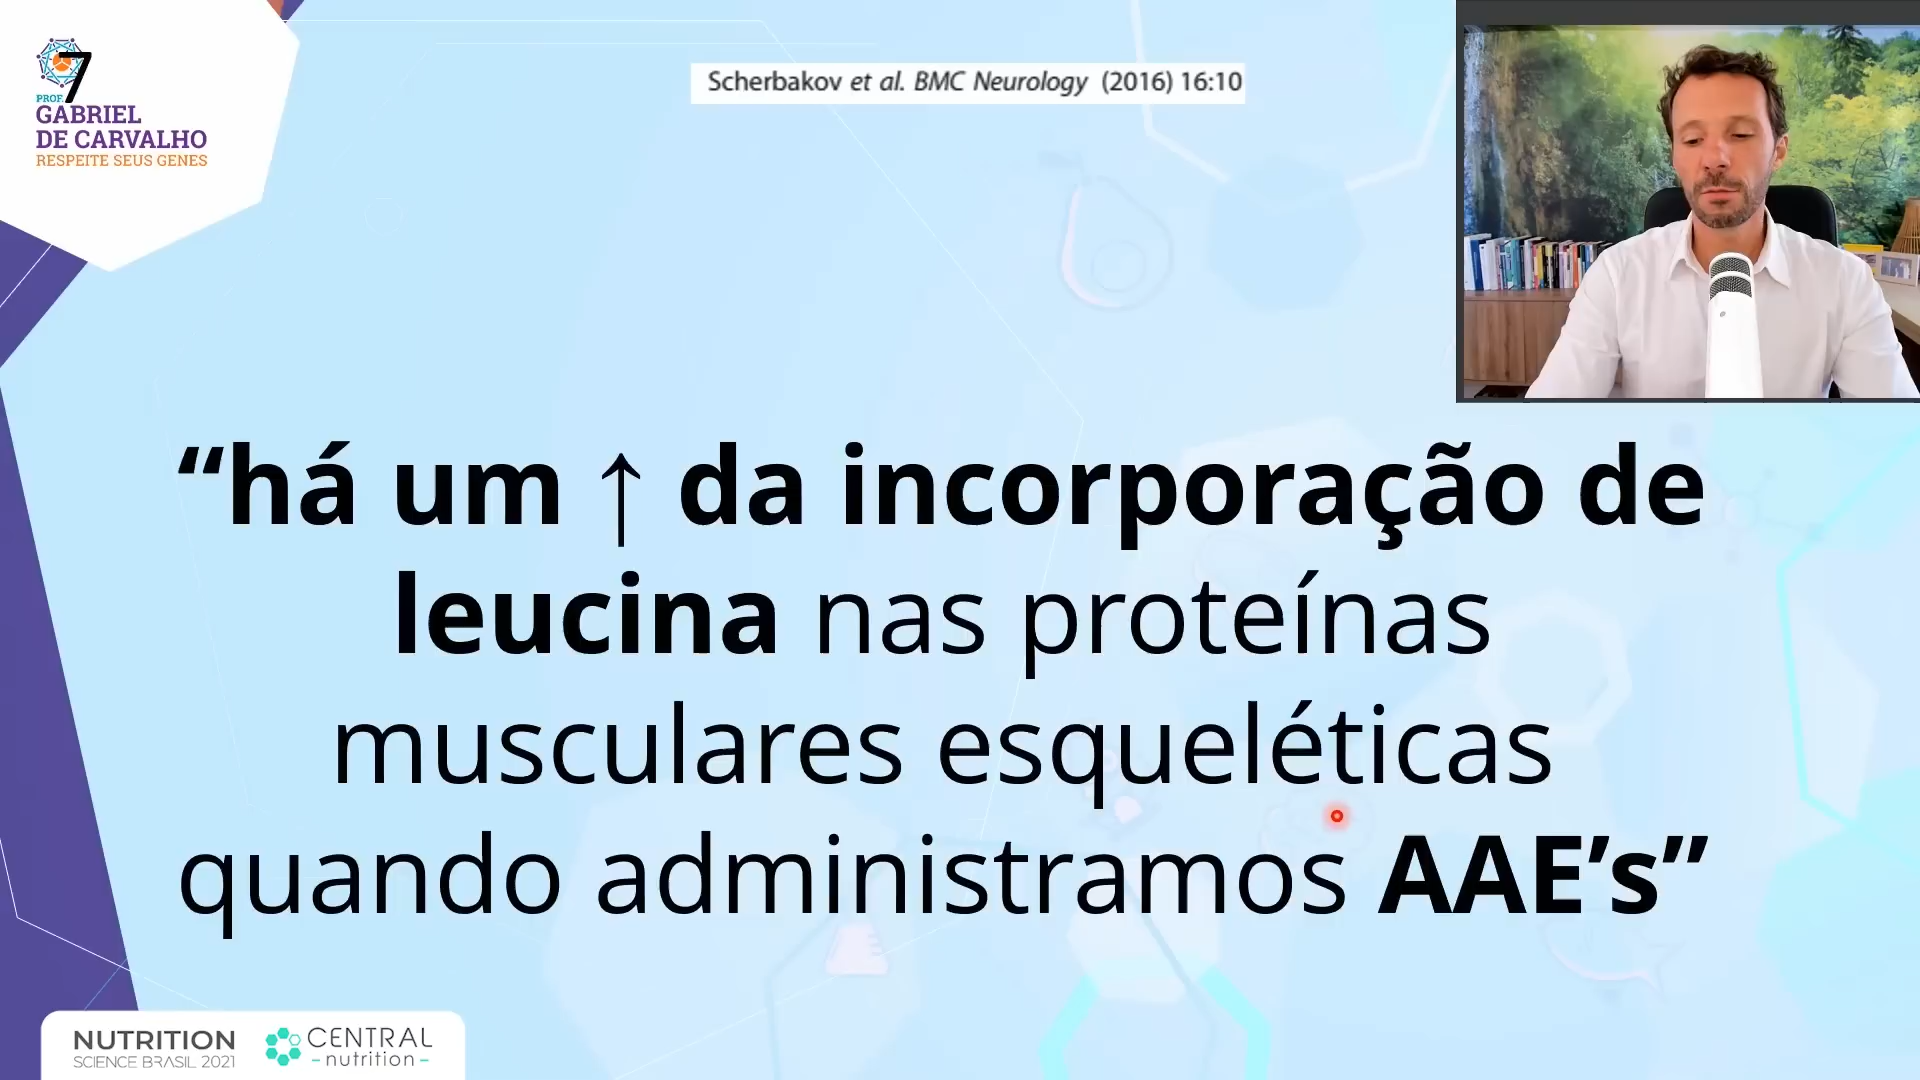 7
PROF.
GABRIEL
DE CARVALHO
RESPEITE SEUS GENES
Scherbakov et al. BMC Neurology (2016) 16:10
“há um ↑ da incorporação de
leucina nas proteínas
musculares esqueléticas
quando administramos AAE’s”
NUTRITION
SCIENCE BRASIL 2021
CENTRAL
nutrition